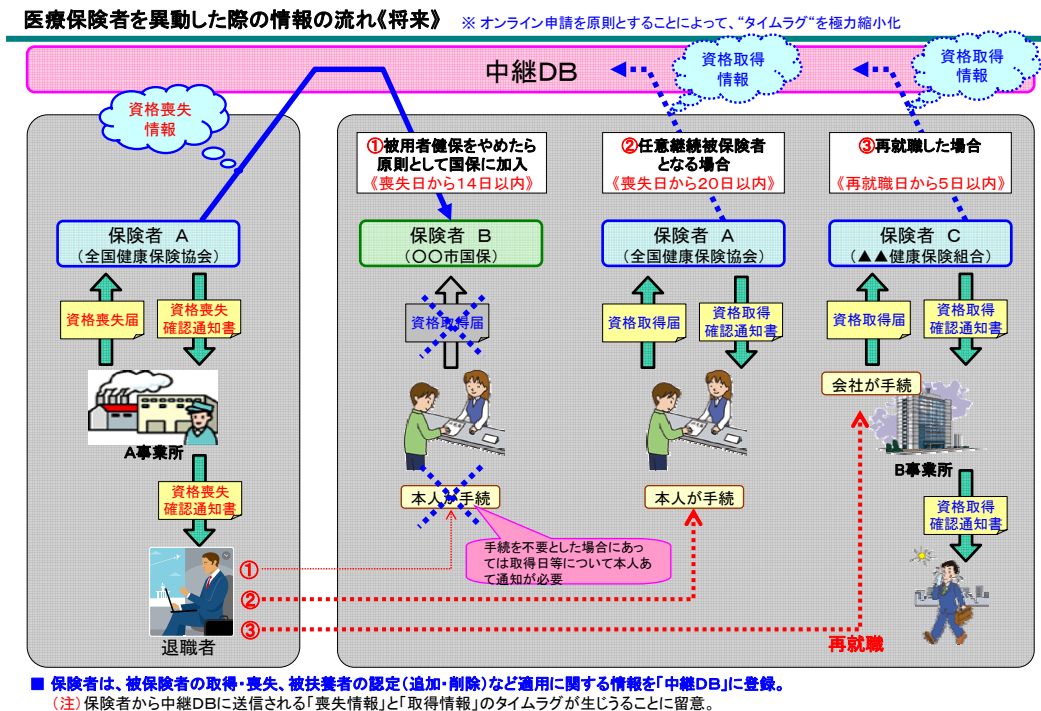 医療保険者を異動した際の情報の流れ《将来》 ※ オンライン申請を原則とすることによって、“タイムラグ“を極力縮小化
中継DB
資格取得
情報
資格取得
情報
資格喪失
情報
①被用者健保をやめたら
原則として国保に加入
《喪失日から14日以内》
②任意継続被保険者
となる場合
《喪失日から20日以内》
③再就職した場合
《再就職日から5日以内》
保険者 A
(全国健康保険協会)
保険者 B
(〇〇市国保)
保険者 A
(全国健康保険協会)
保険者 C
(▲▲健康保険組合)
資格喪失届
資格喪失
確認通知書
資格取得届
資格取得届
資格取得
確認通知書
資格取得届
資格取得
確認通知書
会社が手続
A事業所
B事業所
資格喪失
確認通知書
本人が手続
本人が手続
資格取得
確認通知書
手続を不要とした場合にあっ
ては取得日等について本人あ
て通知が必要
①
②
③
退職者
再就職
■ 保険者は、被保険者の取得・喪失、被扶養者の認定(追加・削除)など適用に関する情報を「中継DB」に登録。
(注)保険者から中継DBに送信される「喪失情報」と「取得情報」のタイムラグが生じうることに留意。